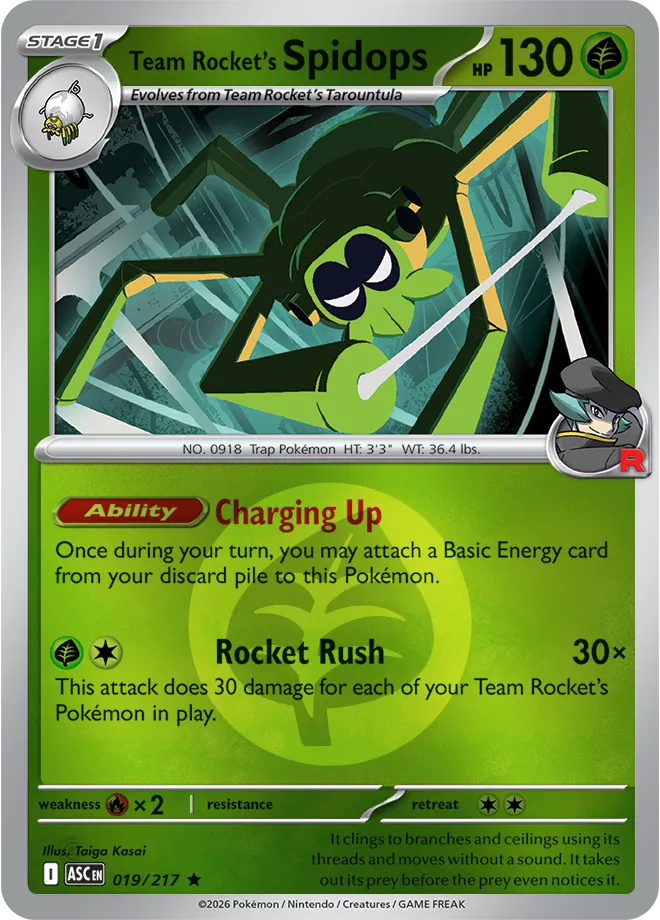 STAGE 1
Team Rocket's Spidops HP 130
Evolves from Team Rocket's Tarountula
R
NO. 0918 Trap Pokémon HT: 3'3" WT: 36.4 lbs.
Ability Charging Up
Once during your turn, you may attach a Basic Energy card
from your discard pile to this Pokémon.
Rocket Rush 30×
This attack does 30 damage for each of your Team Rocket's
Pokémon in play.
weakness ×2 resistance retreat
Illus. Taiga Kasai
I ASC EN 019/217 ★
It clings to branches and ceilings using its
threads and moves without a sound. It takes
out its prey before the prey even notices it.
©2026 Pokémon / Nintendo / Creatures / GAME FREAK